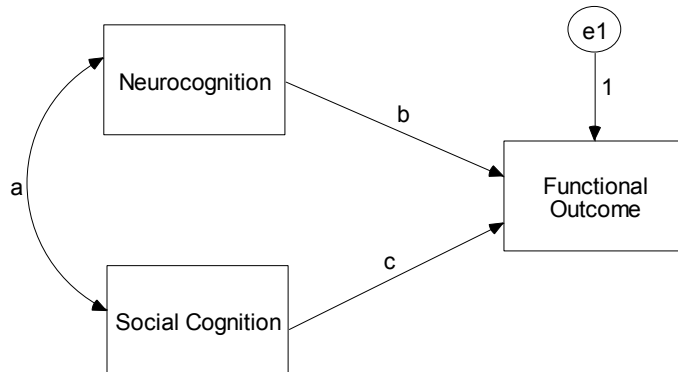 e1
Neurocognition
1
b
Functional
Outcome
a
c
Social Cognition